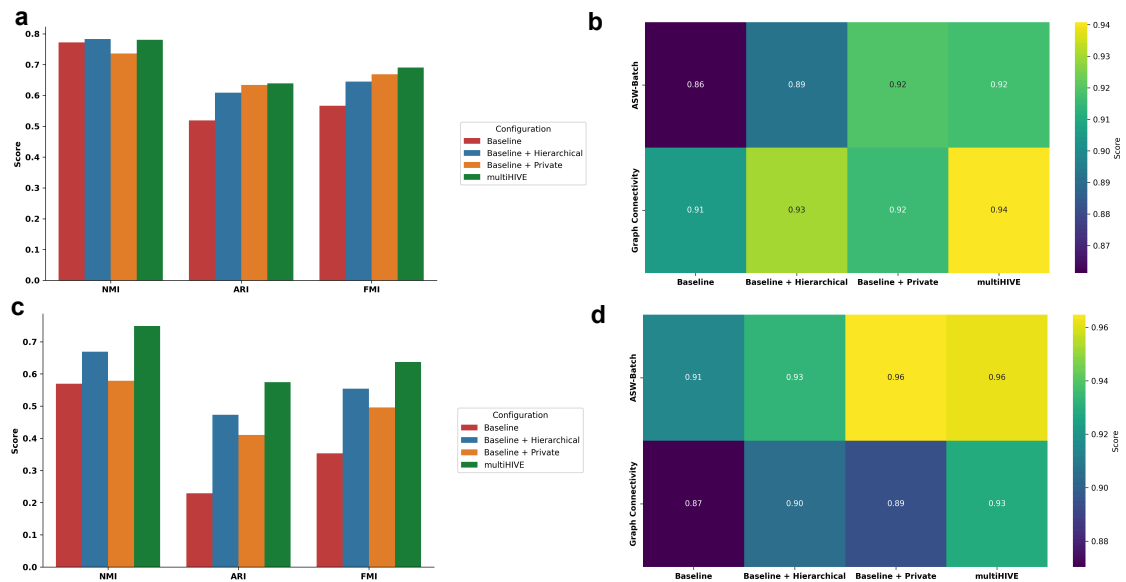 a
0.8
0.7
0.6
0.5
0.4
0.3
0.2
0.1
0.0
Score
NMI
ARI
FMI
Configuration
Baseline
Baseline + Hierarchical
Baseline + Private
multiHIVE
b
ASW-Batch
Graph Connectivity
0.86
0.89
0.92
0.92
0.91
0.93
0.92
0.94
Baseline
Baseline + Hierarchical
Baseline + Private
multiHIVE
0.94
0.93
0.92
0.91
0.90
0.89
0.88
0.87
Score
c
0.7
0.6
0.5
0.4
0.3
0.2
0.1
0.0
Score
NMI
ARI
FMI
Configuration
Baseline
Baseline + Hierarchical
Baseline + Private
multiHIVE
d
ASW-Batch
Graph Connectivity
0.91
0.93
0.96
0.96
0.87
0.90
0.89
0.93
Baseline
Baseline + Hierarchical
Baseline + Private
multiHIVE
0.96
0.94
0.92
0.90
0.88
Score